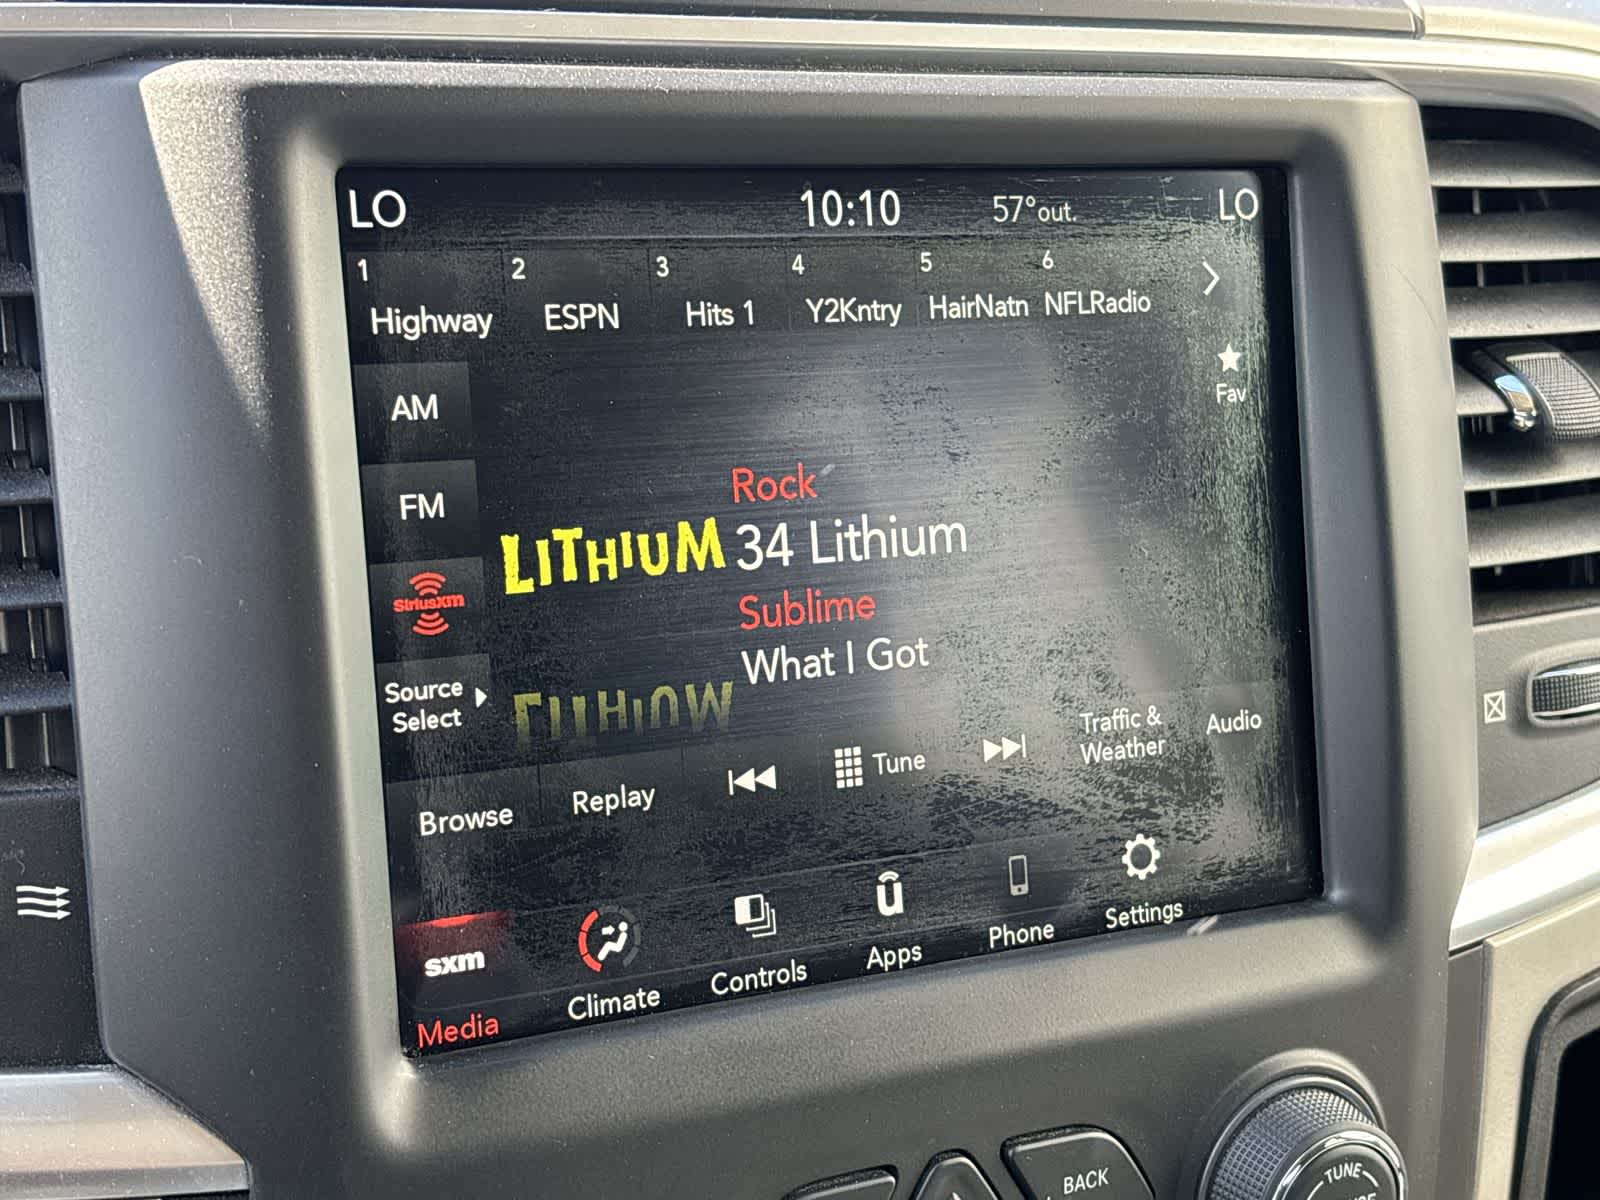 LO 10:10 57° out. LO
1 2 3 4 5 6
Highway ESPN Hits 1 Y2Kntry HairNatn NFLRadio
Fav
AM
FM
SiriusXM
Source
Select
Rock
LITHIUM 34 Lithium
Sublime
What I Got
LITHIUM
Browse Replay Tune
Traffic &
Weather
Audio
sxm
Media Climate Controls Apps Phone Settings
BACK
TUNE